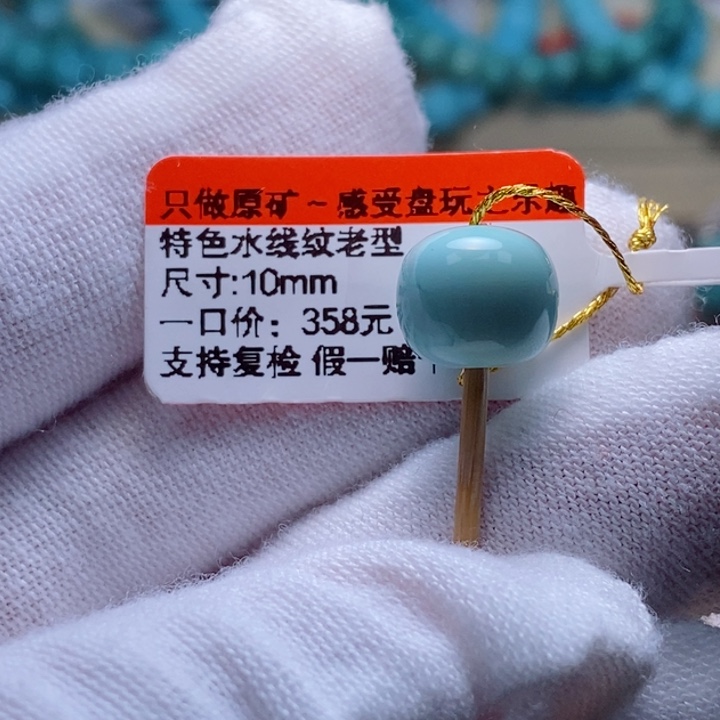 只做原矿~感受盘玩之乐趣
特色水线纹老型
尺寸:10mm
一口价：358元
支持复检 假一赔